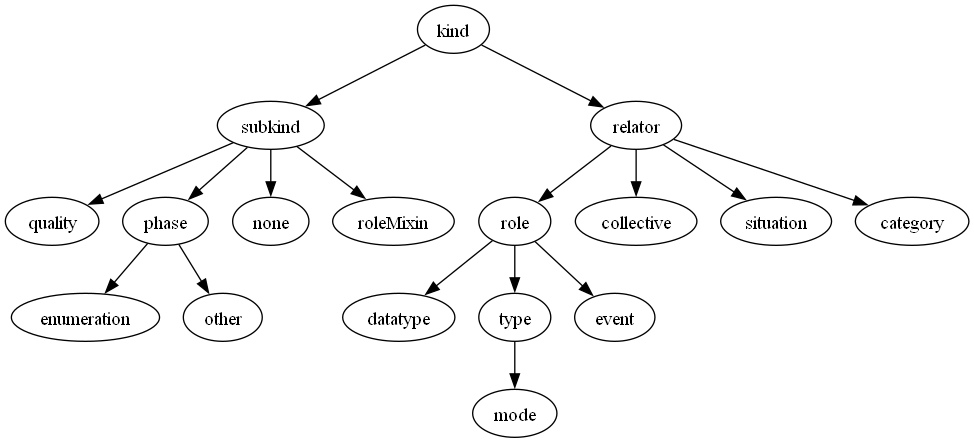 kind
subkind
relator
quality
phase
none
roleMixin
role
collective
situation
category
enumeration
other
datatype
type
event
mode